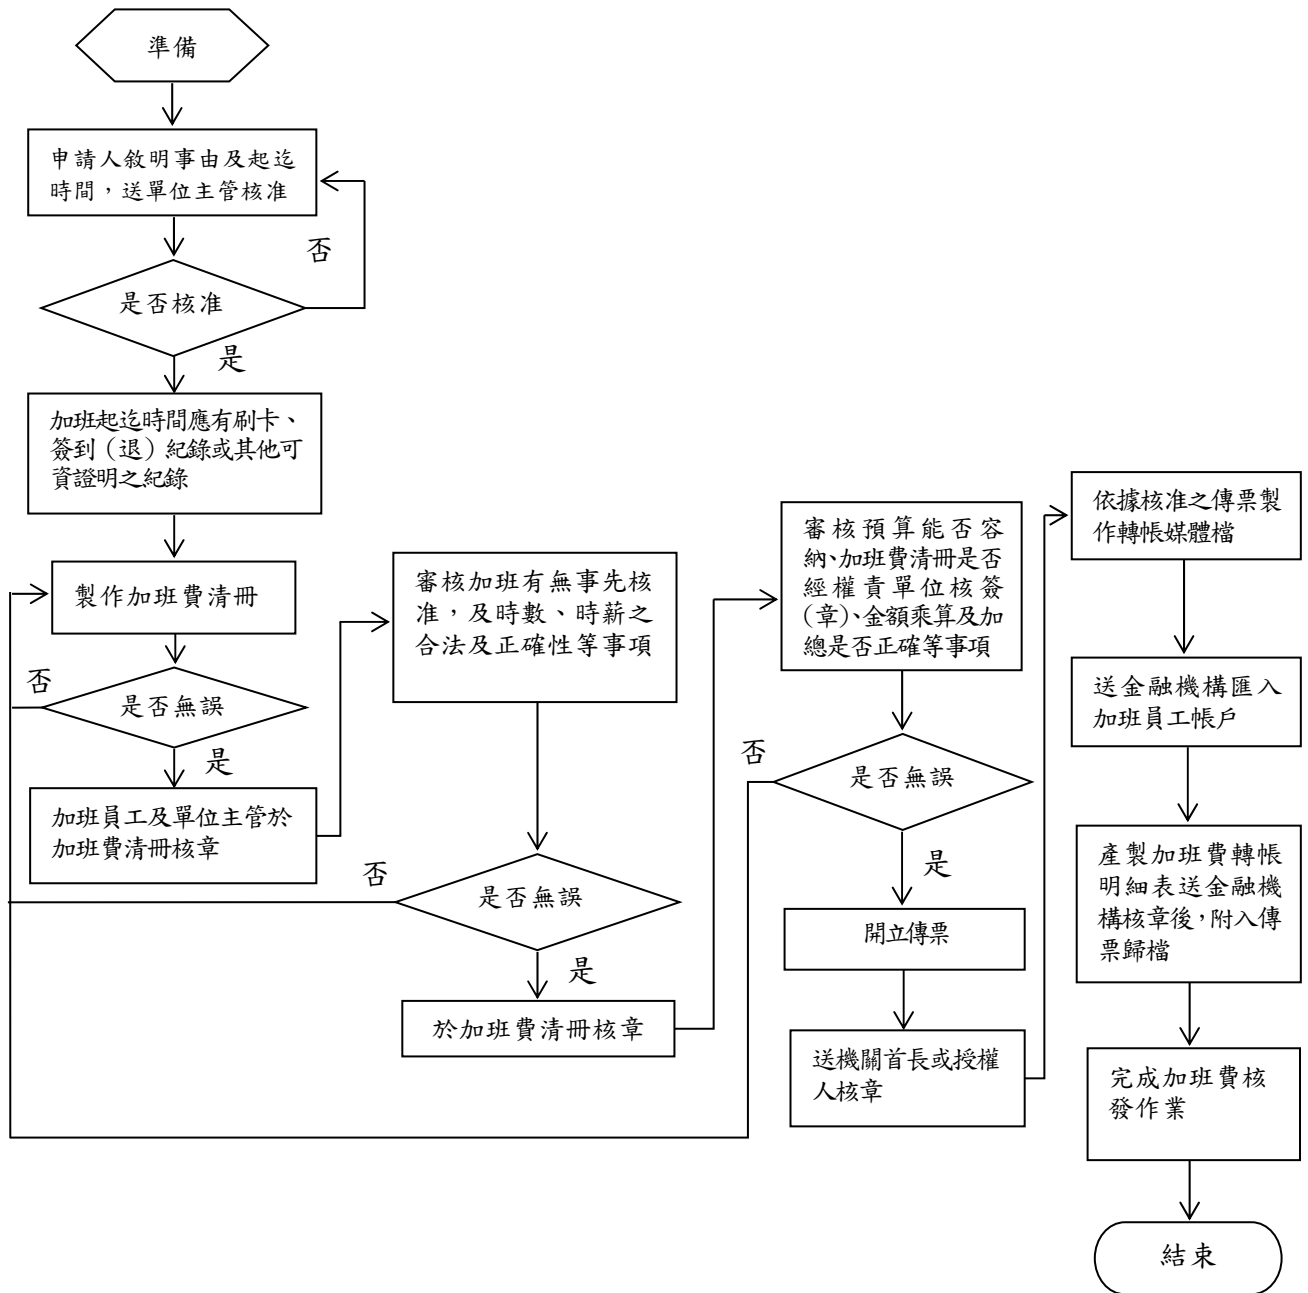 準備
申請人敘明事由及起迄
時間，送單位主管核准
否
是否核准
是
加班起迄時間應有刷卡、
簽到（退）紀錄或其他可
資證明之紀錄
製作加班費清冊
否
是否無誤
是
加班員工及單位主管於
加班費清冊核章
審核加班有無事先核
准，及時數、時薪之
合法及正確性等事項
否
是否無誤
是
於加班費清冊核章
審核預算能否容
納、加班費清冊是否
經權責單位核簽
(章)、金額乘算及加
總是否正確等事項
否
是否無誤
是
開立傳票
送機關首長或授權
人核章
依據核准之傳票製
作轉帳媒體檔
送金融機構匯入
加班員工帳戶
產製加班費轉帳
明細表送金融機
構核章後，附入傳
票歸檔
完成加班費核
發作業
結束